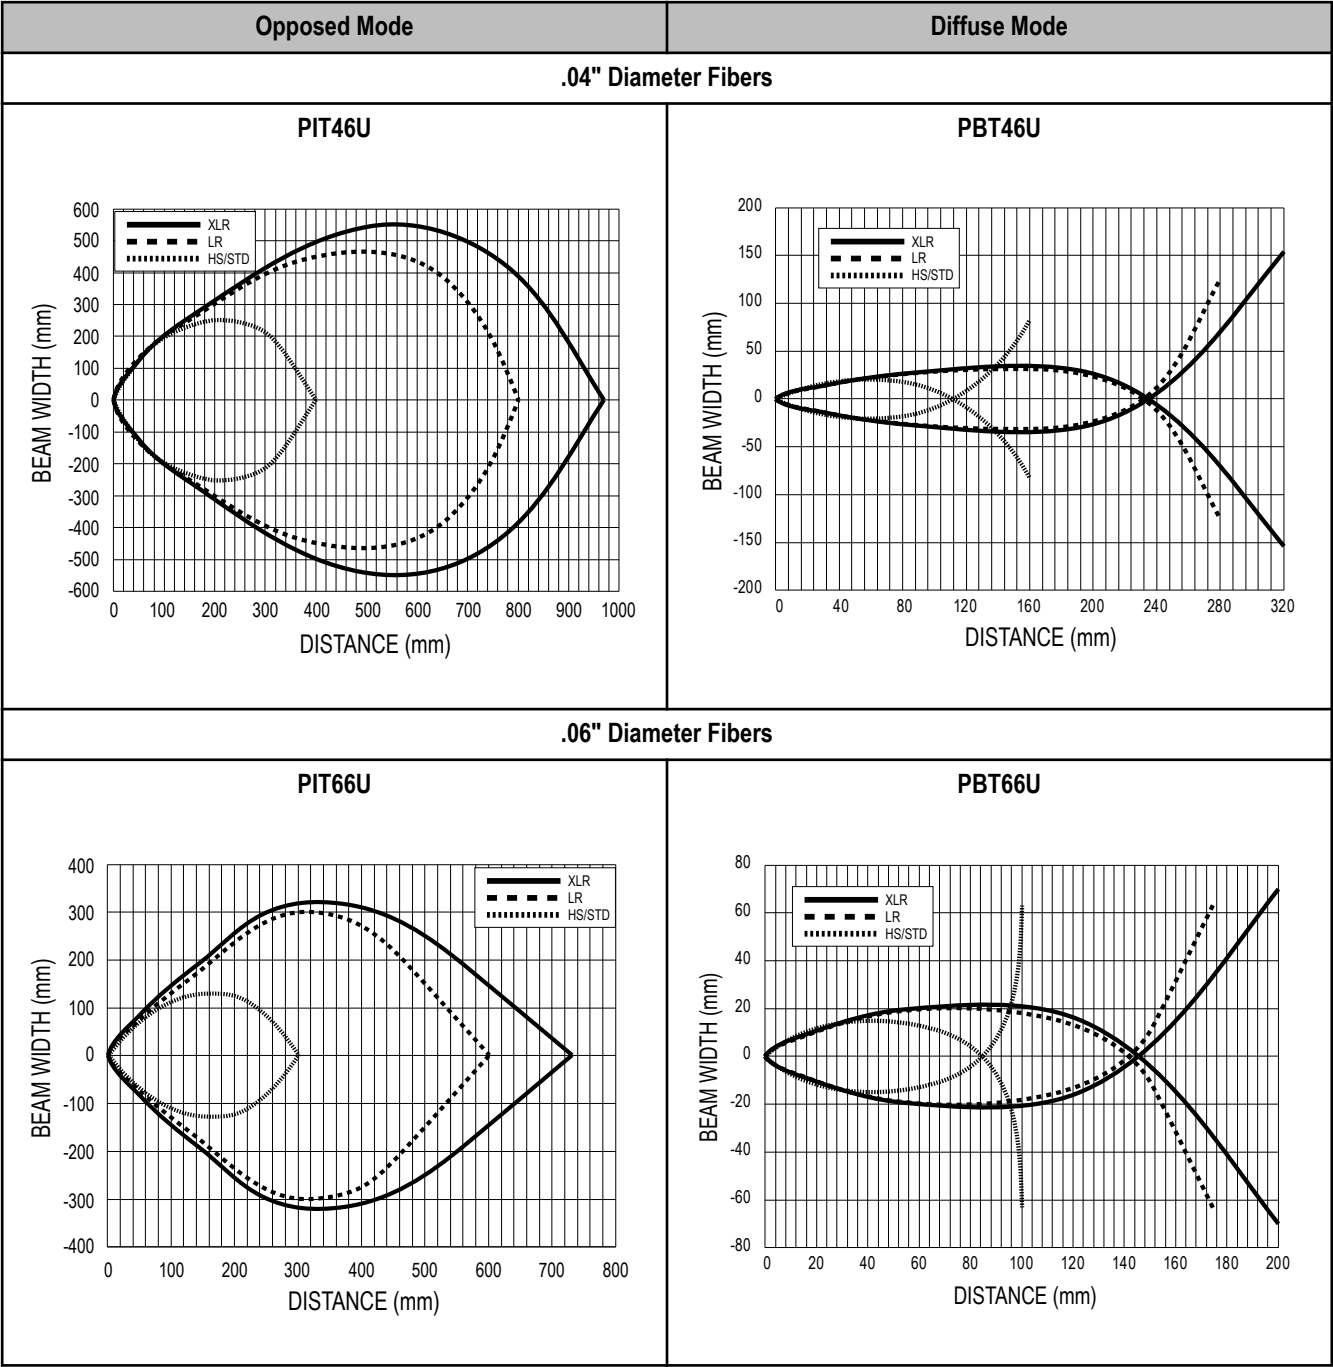 Opposed Mode
Diffuse Mode
.04" Diameter Fibers
PIT46U
600
500
400
300
200
100
0
-100
-200
-300
-400
-500
-600
BEAM WIDTH (mm)
XLR
LR
HS/STD
0 100 200 300 400 500 600 700 800 900 1000
DISTANCE (mm)
PBT46U
200
150
100
50
0
-50
-100
-150
-200
BEAM WIDTH (mm)
XLR
LR
HS/STD
0 40 80 120 160 200 240 280 320
DISTANCE (mm)
.06" Diameter Fibers
PIT66U
400
300
200
100
0
-100
-200
-300
-400
BEAM WIDTH (mm)
XLR
LR
HS/STD
0 100 200 300 400 500 600 700 800
DISTANCE (mm)
PBT66U
80
60
40
20
0
-20
-40
-60
-80
BEAM WIDTH (mm)
XLR
LR
HS/STD
0 20 40 60 80 100 120 140 160 180 200
DISTANCE (mm)